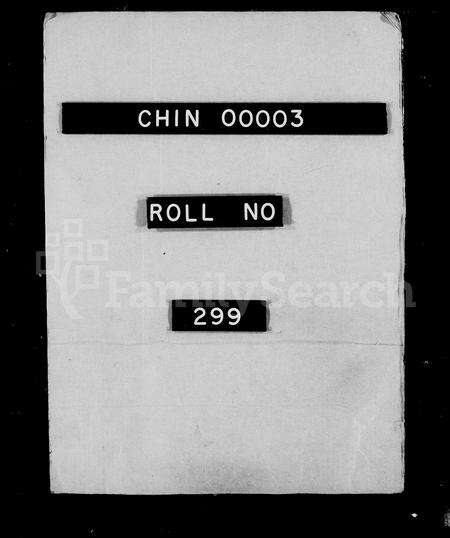 CHIN 00003
ROLL NO
FamilySearch
299